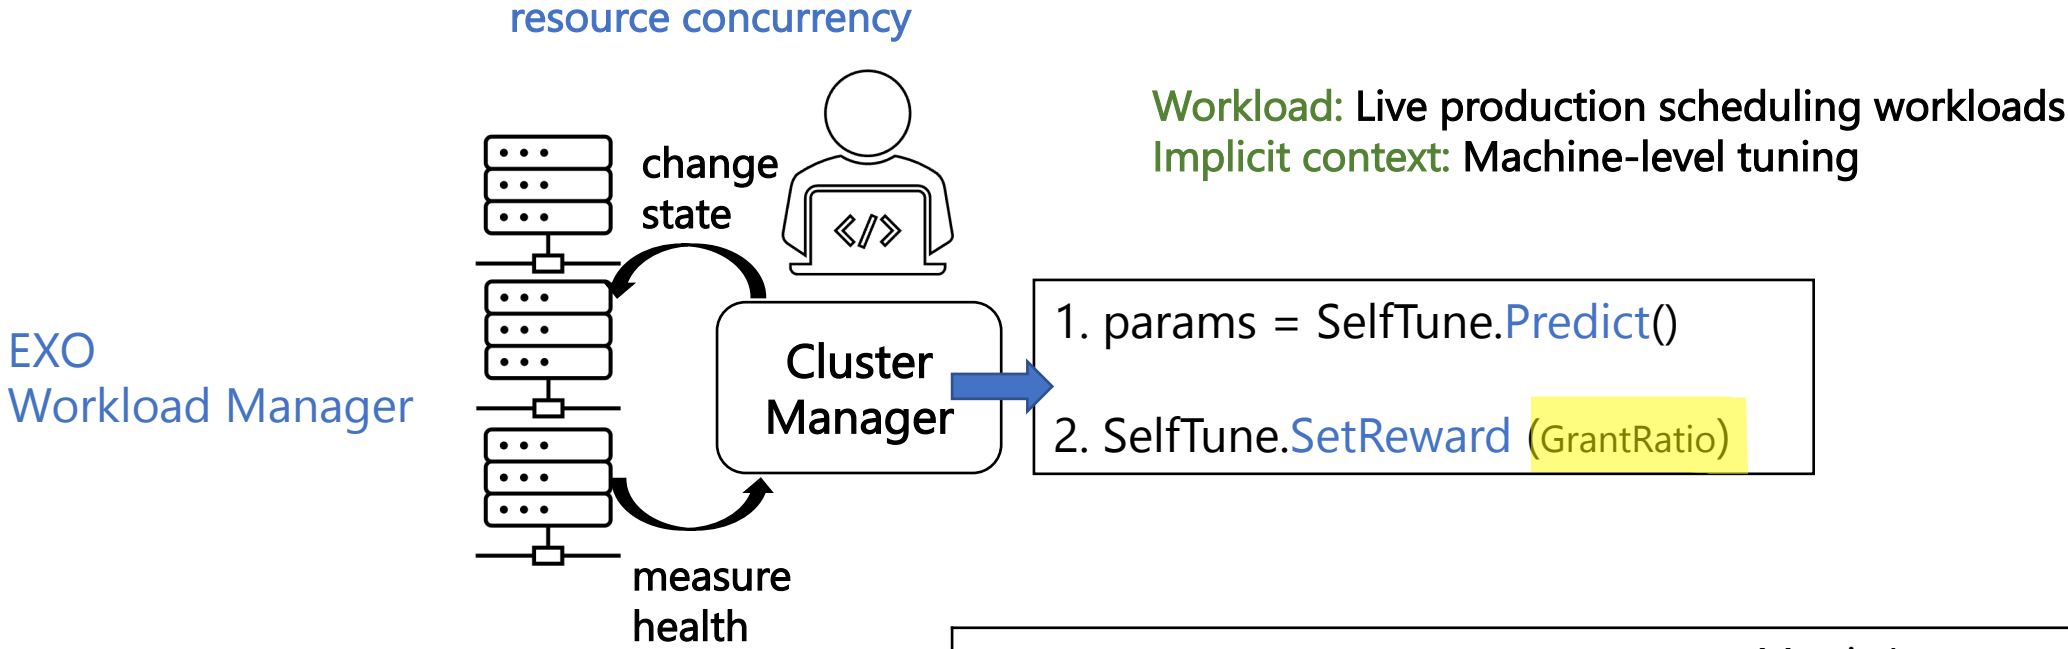 resource concurrency
Workload: Live production scheduling workloads
Implicit context: Machine-level tuning
change
state
</>
EXO
Workload Manager
Cluster
Manager
1. params = SelfTune.Predict()
2. SelfTune.SetReward (GrantRatio)
measure
health